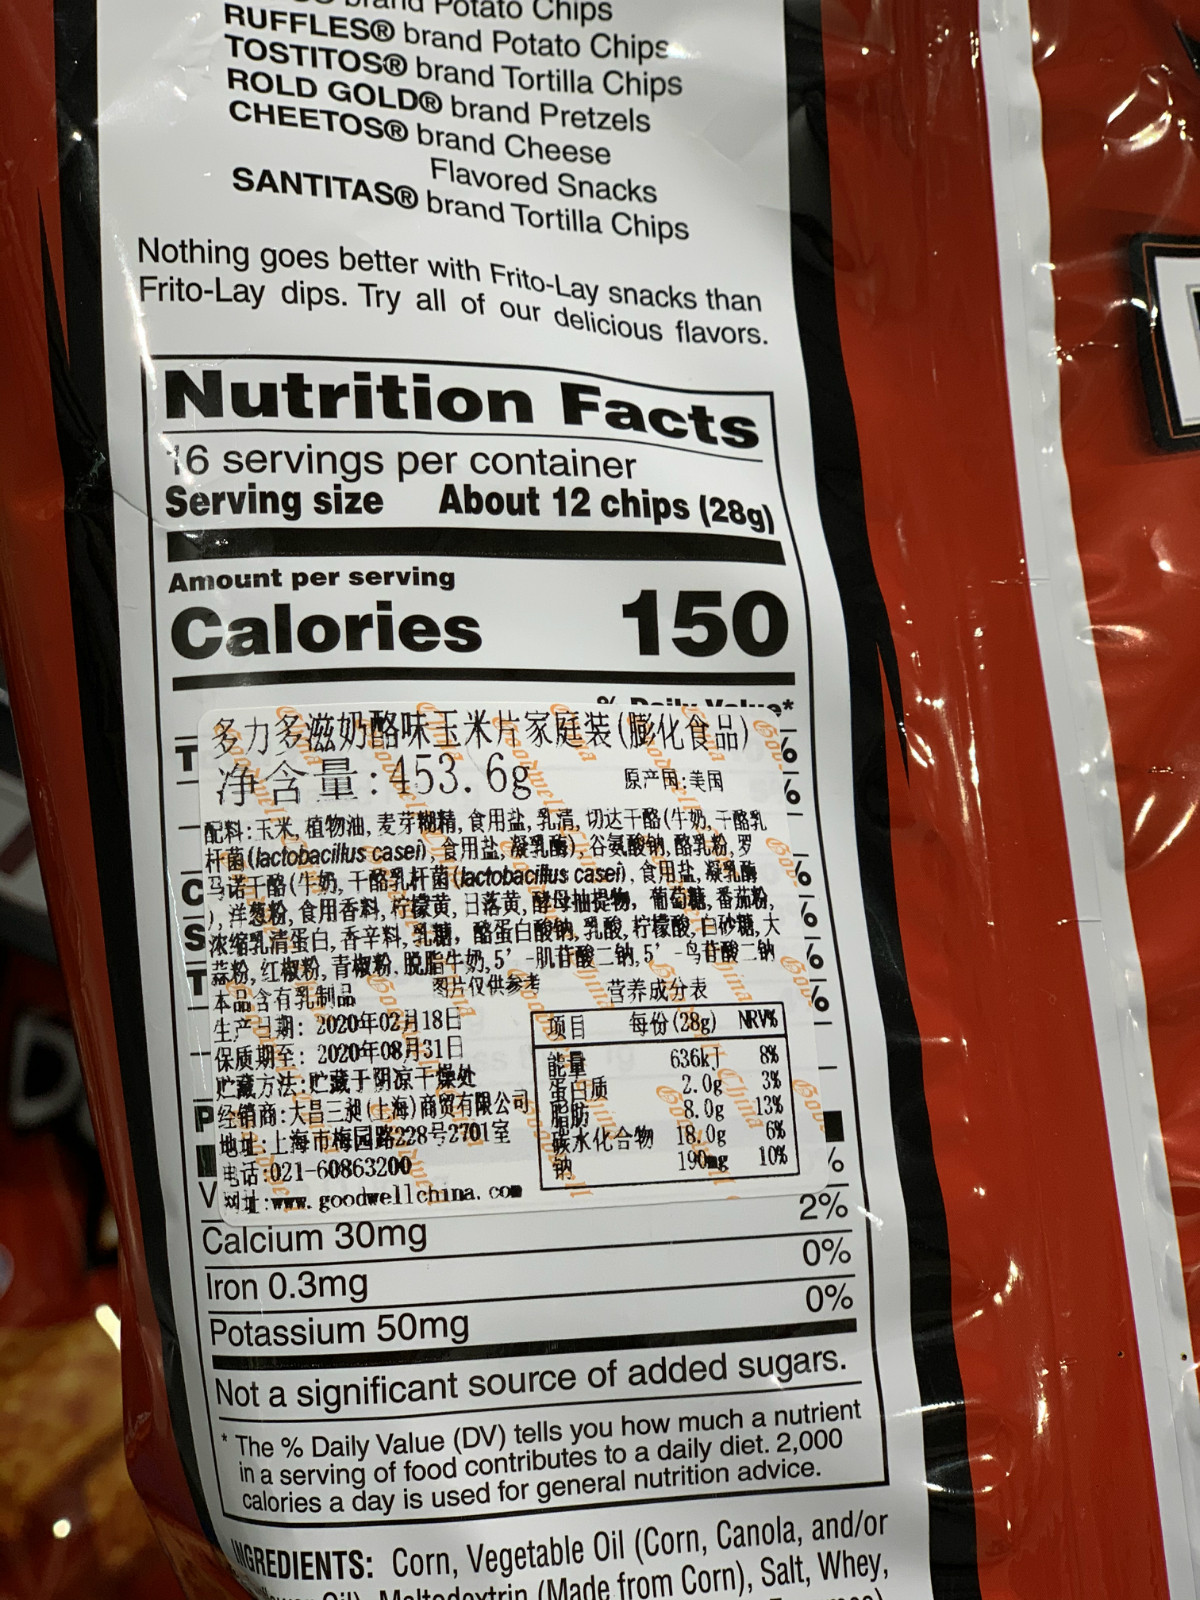 Potato Chips
RUFFLES® brand Potato Chips
TOSTITOS® brand Tortilla Chips
ROLD GOLD® brand Pretzels
CHEETOS® brand Cheese
Flavored Snacks
SANTITAS® brand Tortilla Chips
Nothing goes better with Frito-Lay snacks than
Frito-Lay dips. Try all of our delicious flavors.
Nutrition Facts
16 servings per container
Serving size About 12 chips (28g)
Amount per serving
Calories 150
% Daily Value*
多力多滋奶酪味玉米片家庭装(膨化食品)
净含量:453.6g 原产国:美国
配料:玉米,植物油,麦芽糊精,食用盐,乳清,切达干酪(牛奶,干酪乳
杆菌(lactobacillus casei),食用盐,凝乳酶),谷氨酸钠,酪乳粉,罗
马诺干酪(牛奶,干酪乳杆菌(lactobacillus casei),食用盐,凝乳酶
),洋葱粉,食用香料,柠檬黄,日落黄,酵母抽提物,葡萄糖,番茄粉,
浓缩乳清蛋白,香辛料,乳糖,酪蛋白酸钠,乳酸,柠檬酸,白砂糖,大
蒜粉,红椒粉,青椒粉,脱脂牛奶,5'-肌苷酸二钠,5'-鸟苷酸二钠
本品含有乳制品 图片仅供参考
生产日期: 2020年02月18日
保质期至: 2020年08月31日
贮藏方法:贮藏于阴凉干燥处
经销商:大昌三昶(上海)商贸有限公司
地址:上海市梅园路228号2701室
电话:021-60863200
网址:www.goodwellchina.com
营养成分表
项目 每份(28g) NRV%
能量 636kJ 8%
蛋白质 2.0g 3%
脂肪 8.0g 13%
碳水化合物 18.0g 6%
钠 190mg 10%
Calcium 30mg 2%
Iron 0.3mg 0%
Potassium 50mg 0%
Not a significant source of added sugars.
* The % Daily Value (DV) tells you how much a nutrient
in a serving of food contributes to a daily diet. 2,000
calories a day is used for general nutrition advice.
INGREDIENTS: Corn, Vegetable Oil (Corn, Canola, and/or
Maltodextrin (Made from Corn), Salt, Whey,